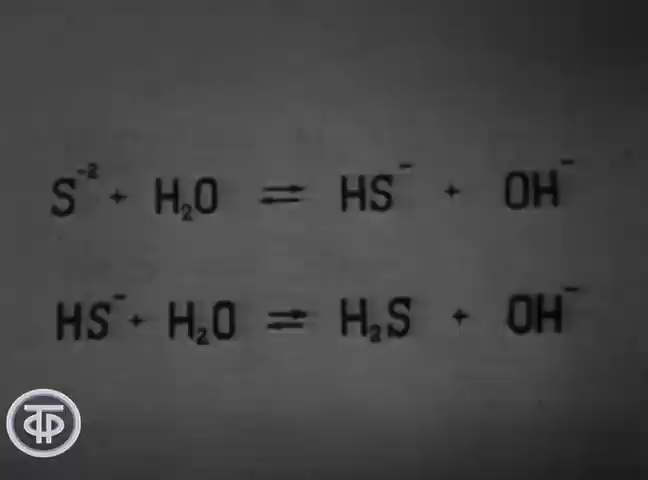 S⁻² + H₂O ⇌ HS⁻ + OH⁻
HS⁻ + H₂O ⇌ H₂S + OH⁻